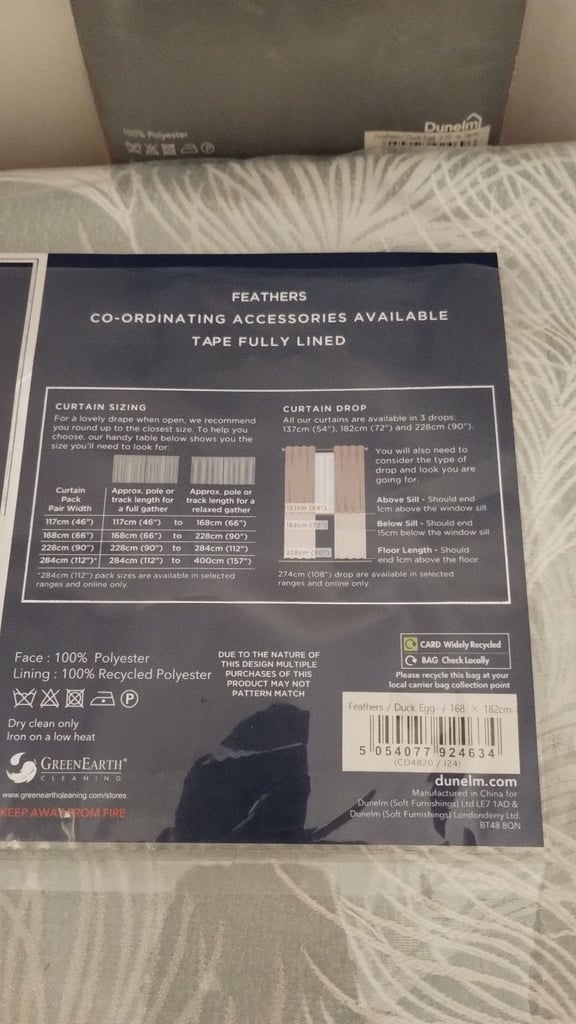 100% Polyester
Dunelm
FEATHERS
CO-ORDINATING ACCESSORIES AVAILABLE
TAPE FULLY LINED
CURTAIN SIZING
For a lovely drape when open, we recommend
you round up to the closest size. To help you
choose, our handy table below shows you the
size you'll need to look for:
Curtain Pack Pair Width
Approx. pole or track length for a full gather
Approx. pole or track length for a relaxed gather
117cm (46") 117cm (46") to 168cm (66")
168cm (66") 168cm (66") to 228cm (90")
228cm (90") 228cm (90") to 284cm (112")
284cm (112")* 284cm (112") to 400cm (157")
*284cm (112") pack sizes are available in selected
ranges and online only.
CURTAIN DROP
All our curtains are available in 3 drops:
137cm (54"), 182cm (72") and 228cm (90").
137cm (54")
182cm (72")
228cm (90")
You will also need to
consider the type of
drop and look you are
going for.
Above Sill - Should end
1cm above the window sill
Below Sill - Should end
15cm below the window sill
Floor Length - Should
end 1cm above the floor
274cm (108") drop are available in selected
ranges and online only.
Face : 100% Polyester
Lining : 100% Recycled Polyester
P
Dry clean only
Iron on a low heat
GREENEARTH®
CLEANING
www.greenearthcleaning.com/stores
KEEP AWAY FROM FIRE
DUE TO THE NATURE OF
THIS DESIGN MULTIPLE
PURCHASES OF THIS
PRODUCT MAY NOT
PATTERN MATCH
CARD Widely Recycled
BAG Check Locally
Please recycle this bag at your
local carrier bag collection point
Feathers / Duck Egg / 168 × 182cm
5 054077 924634
(CD4820 / I24)
dunelm.com
Manufactured in China for
Dunelm (Soft Furnishings) Ltd LE7 1AD &
Dunelm (Soft Furnishings) Londonderry Ltd
BT48 8QN